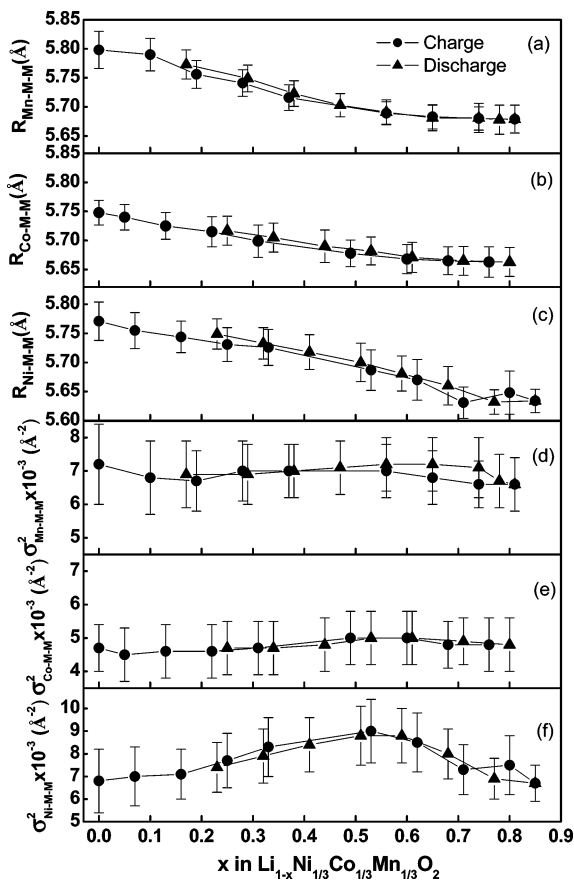 5.85
(a)
Charge
Discharge
5.80
5.75
5.70
5.65
R_Mn-M-M(Å)
5.85
(b)
5.80
5.75
5.70
5.65
R_Co-M-M(Å)
5.80
(c)
5.75
5.70
5.65
5.60
R_Ni-M-M(Å)
8
(d)
7
6
5
σ²_Mn-M-M x10⁻³ (Å⁻²)
7
(e)
6
5
4
σ²_Co-M-M x10⁻³ (Å⁻²)
10
(f)
9
8
7
6
5
σ²_Ni-M-M x10⁻³ (Å⁻²)
0.0 0.1 0.2 0.3 0.4 0.5 0.6 0.7 0.8 0.9
x in Li₁₋ₓNi₁/₃Co₁/₃Mn₁/₃O₂